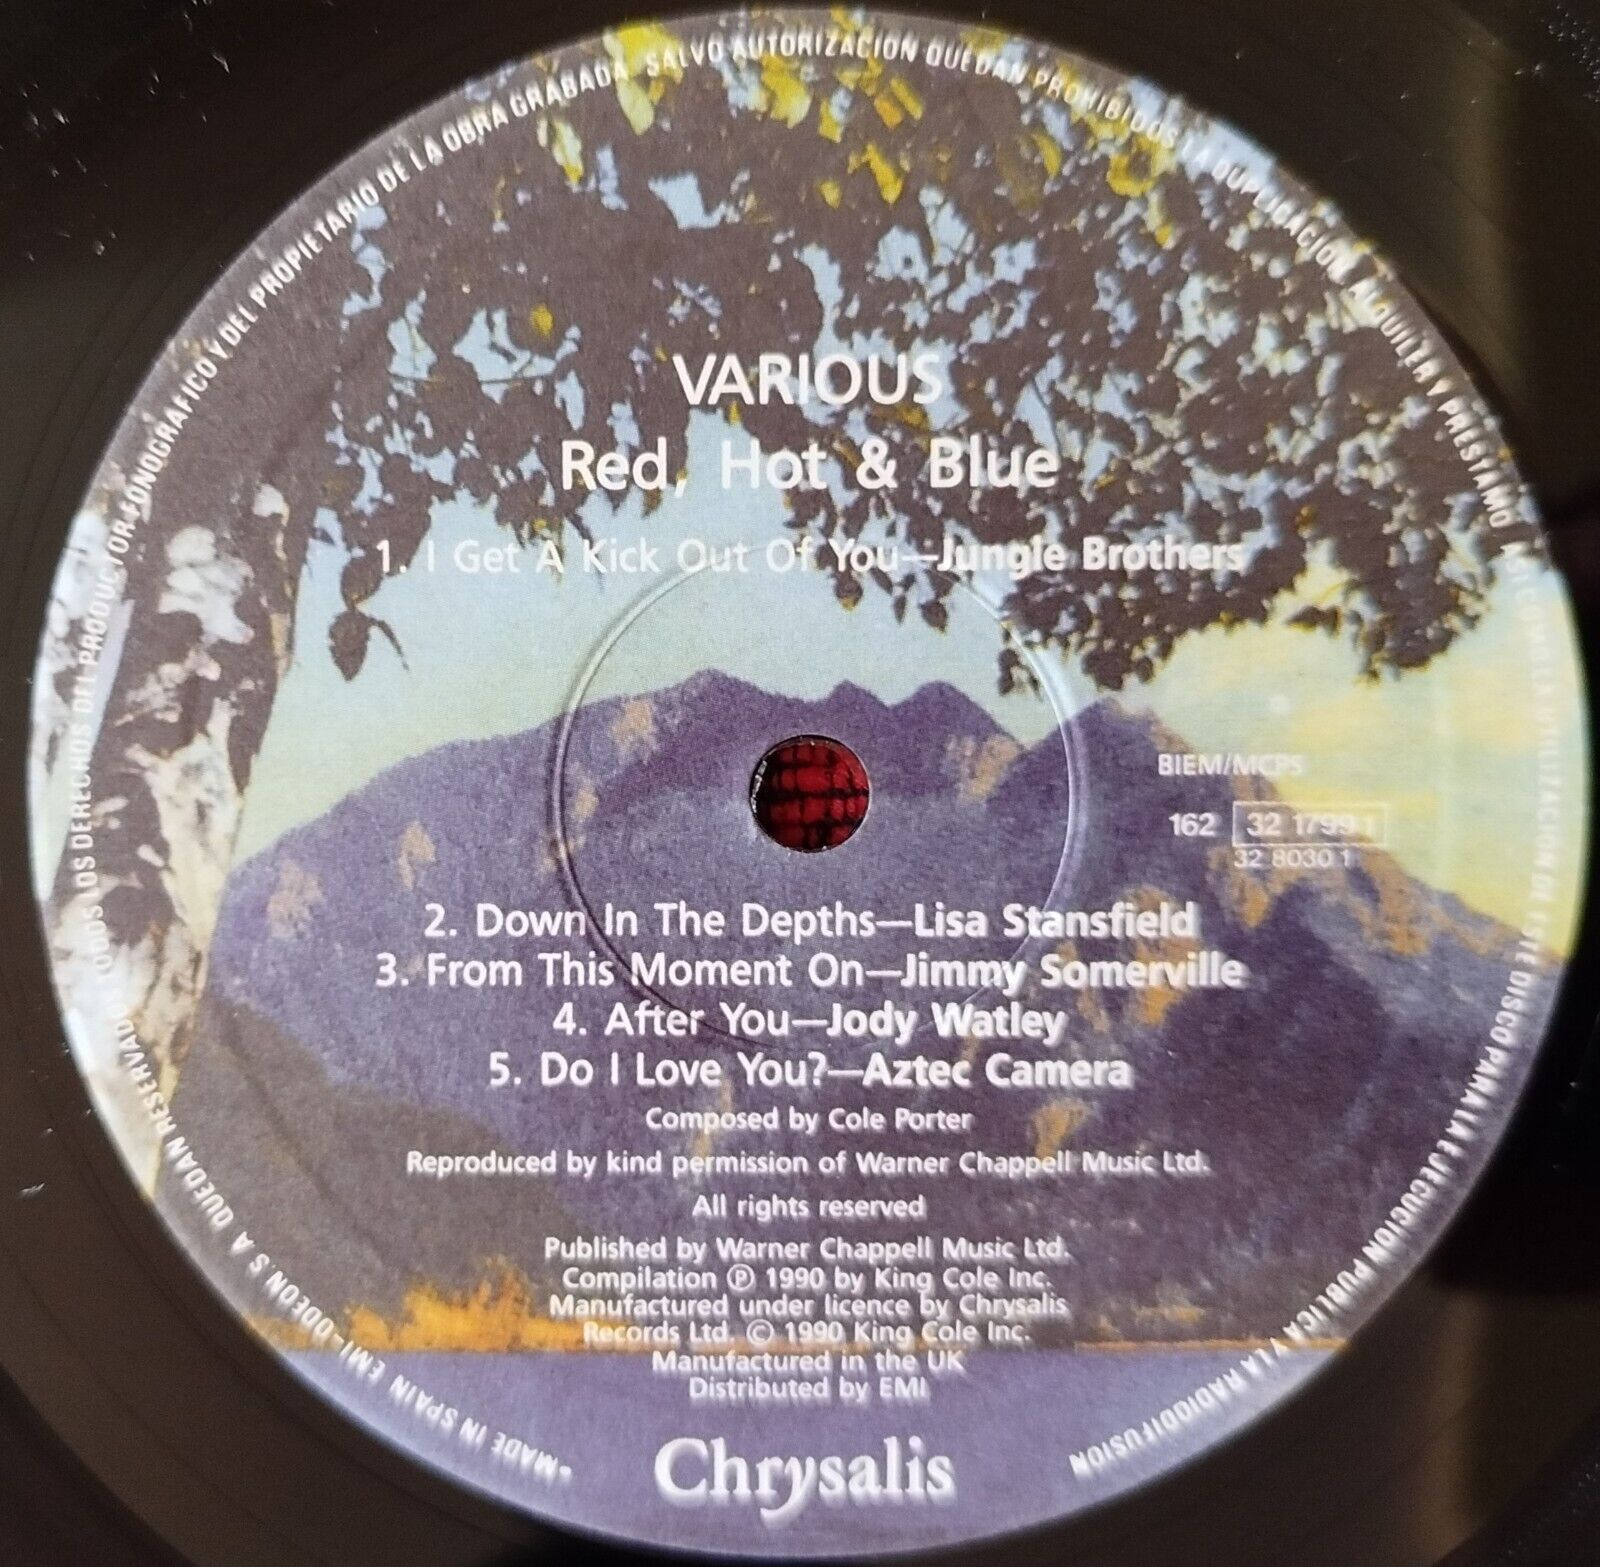 VARIOUS
Red, Hot & Blue
1. I Get A Kick Out Of You—Jungle Brothers
BIEM/MCPS
162 32 1799 1
32 8030 1
2. Down In The Depths—Lisa Stansfield
3. From This Moment On—Jimmy Somerville
4. After You—Jody Watley
5. Do I Love You?—Aztec Camera
Composed by Cole Porter
Reproduced by kind permission of Warner Chappell Music Ltd.
All rights reserved
Published by Warner Chappell Music Ltd.
Compilation ℗ 1990 by King Cole Inc.
Manufactured under licence by Chrysalis
Records Ltd. © 1990 King Cole Inc.
Manufactured in the UK
Distributed by EMI
Chrysalis
*MADE IN SPAIN EMI-ODEON S.A. QUEDAN RESERVADOS TODOS LOS DERECHOS DEL PRODUCTOR FONOGRAFICO Y DEL PROPIETARIO DE LA OBRA GRABADA. SALVO AUTORIZACION QUEDAN PROHIBIDOS LA DUPLICACION, ALQUILER Y PRESTAMO, ASI COMO LA UTILIZACION DE ESTE DISCO PARA LA EJECUCION PUBLICA Y LA RADIODIFUSION